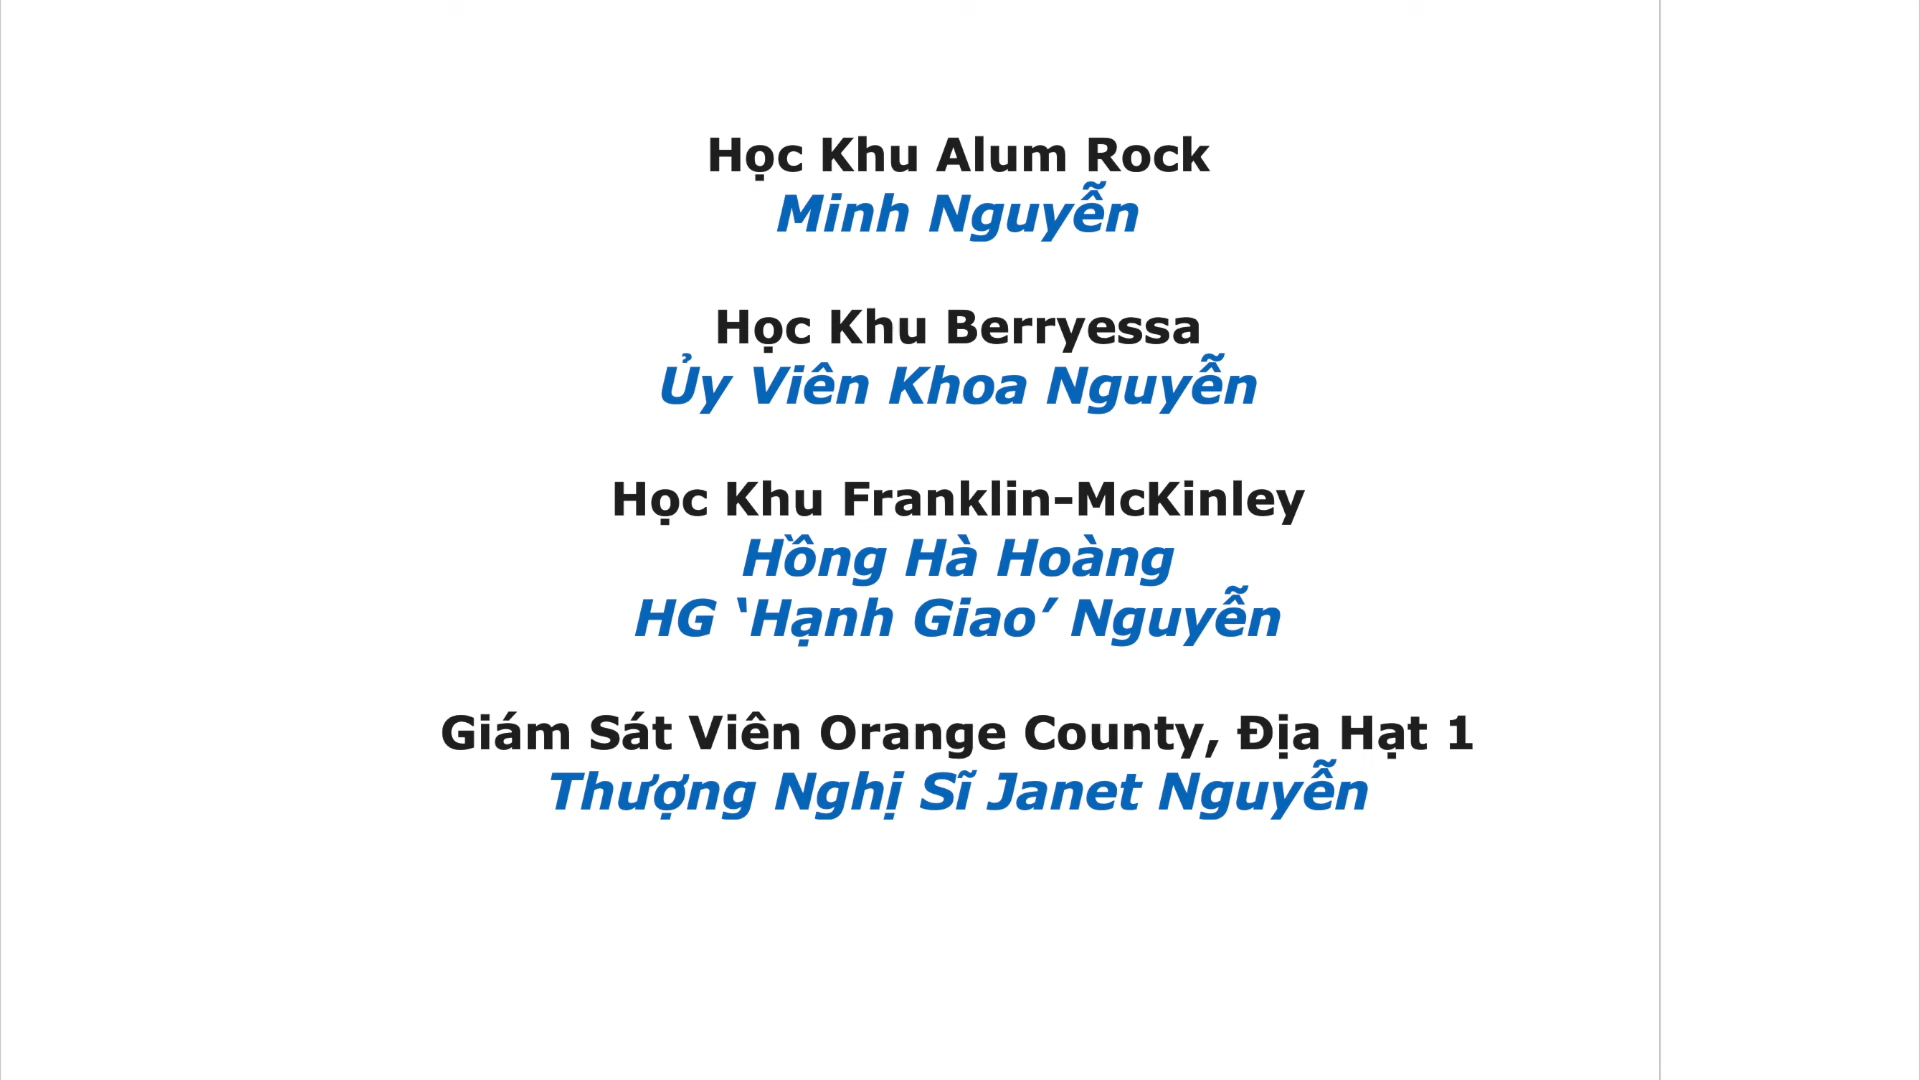 Học Khu Alum Rock
Minh Nguyễn
Học Khu Berryessa
Ủy Viên Khoa Nguyễn
Học Khu Franklin-McKinley
Hồng Hà Hoàng
HG ‘Hạnh Giao’ Nguyễn
Giám Sát Viên Orange County, Địa Hạt 1
Thượng Nghị Sĩ Janet Nguyễn